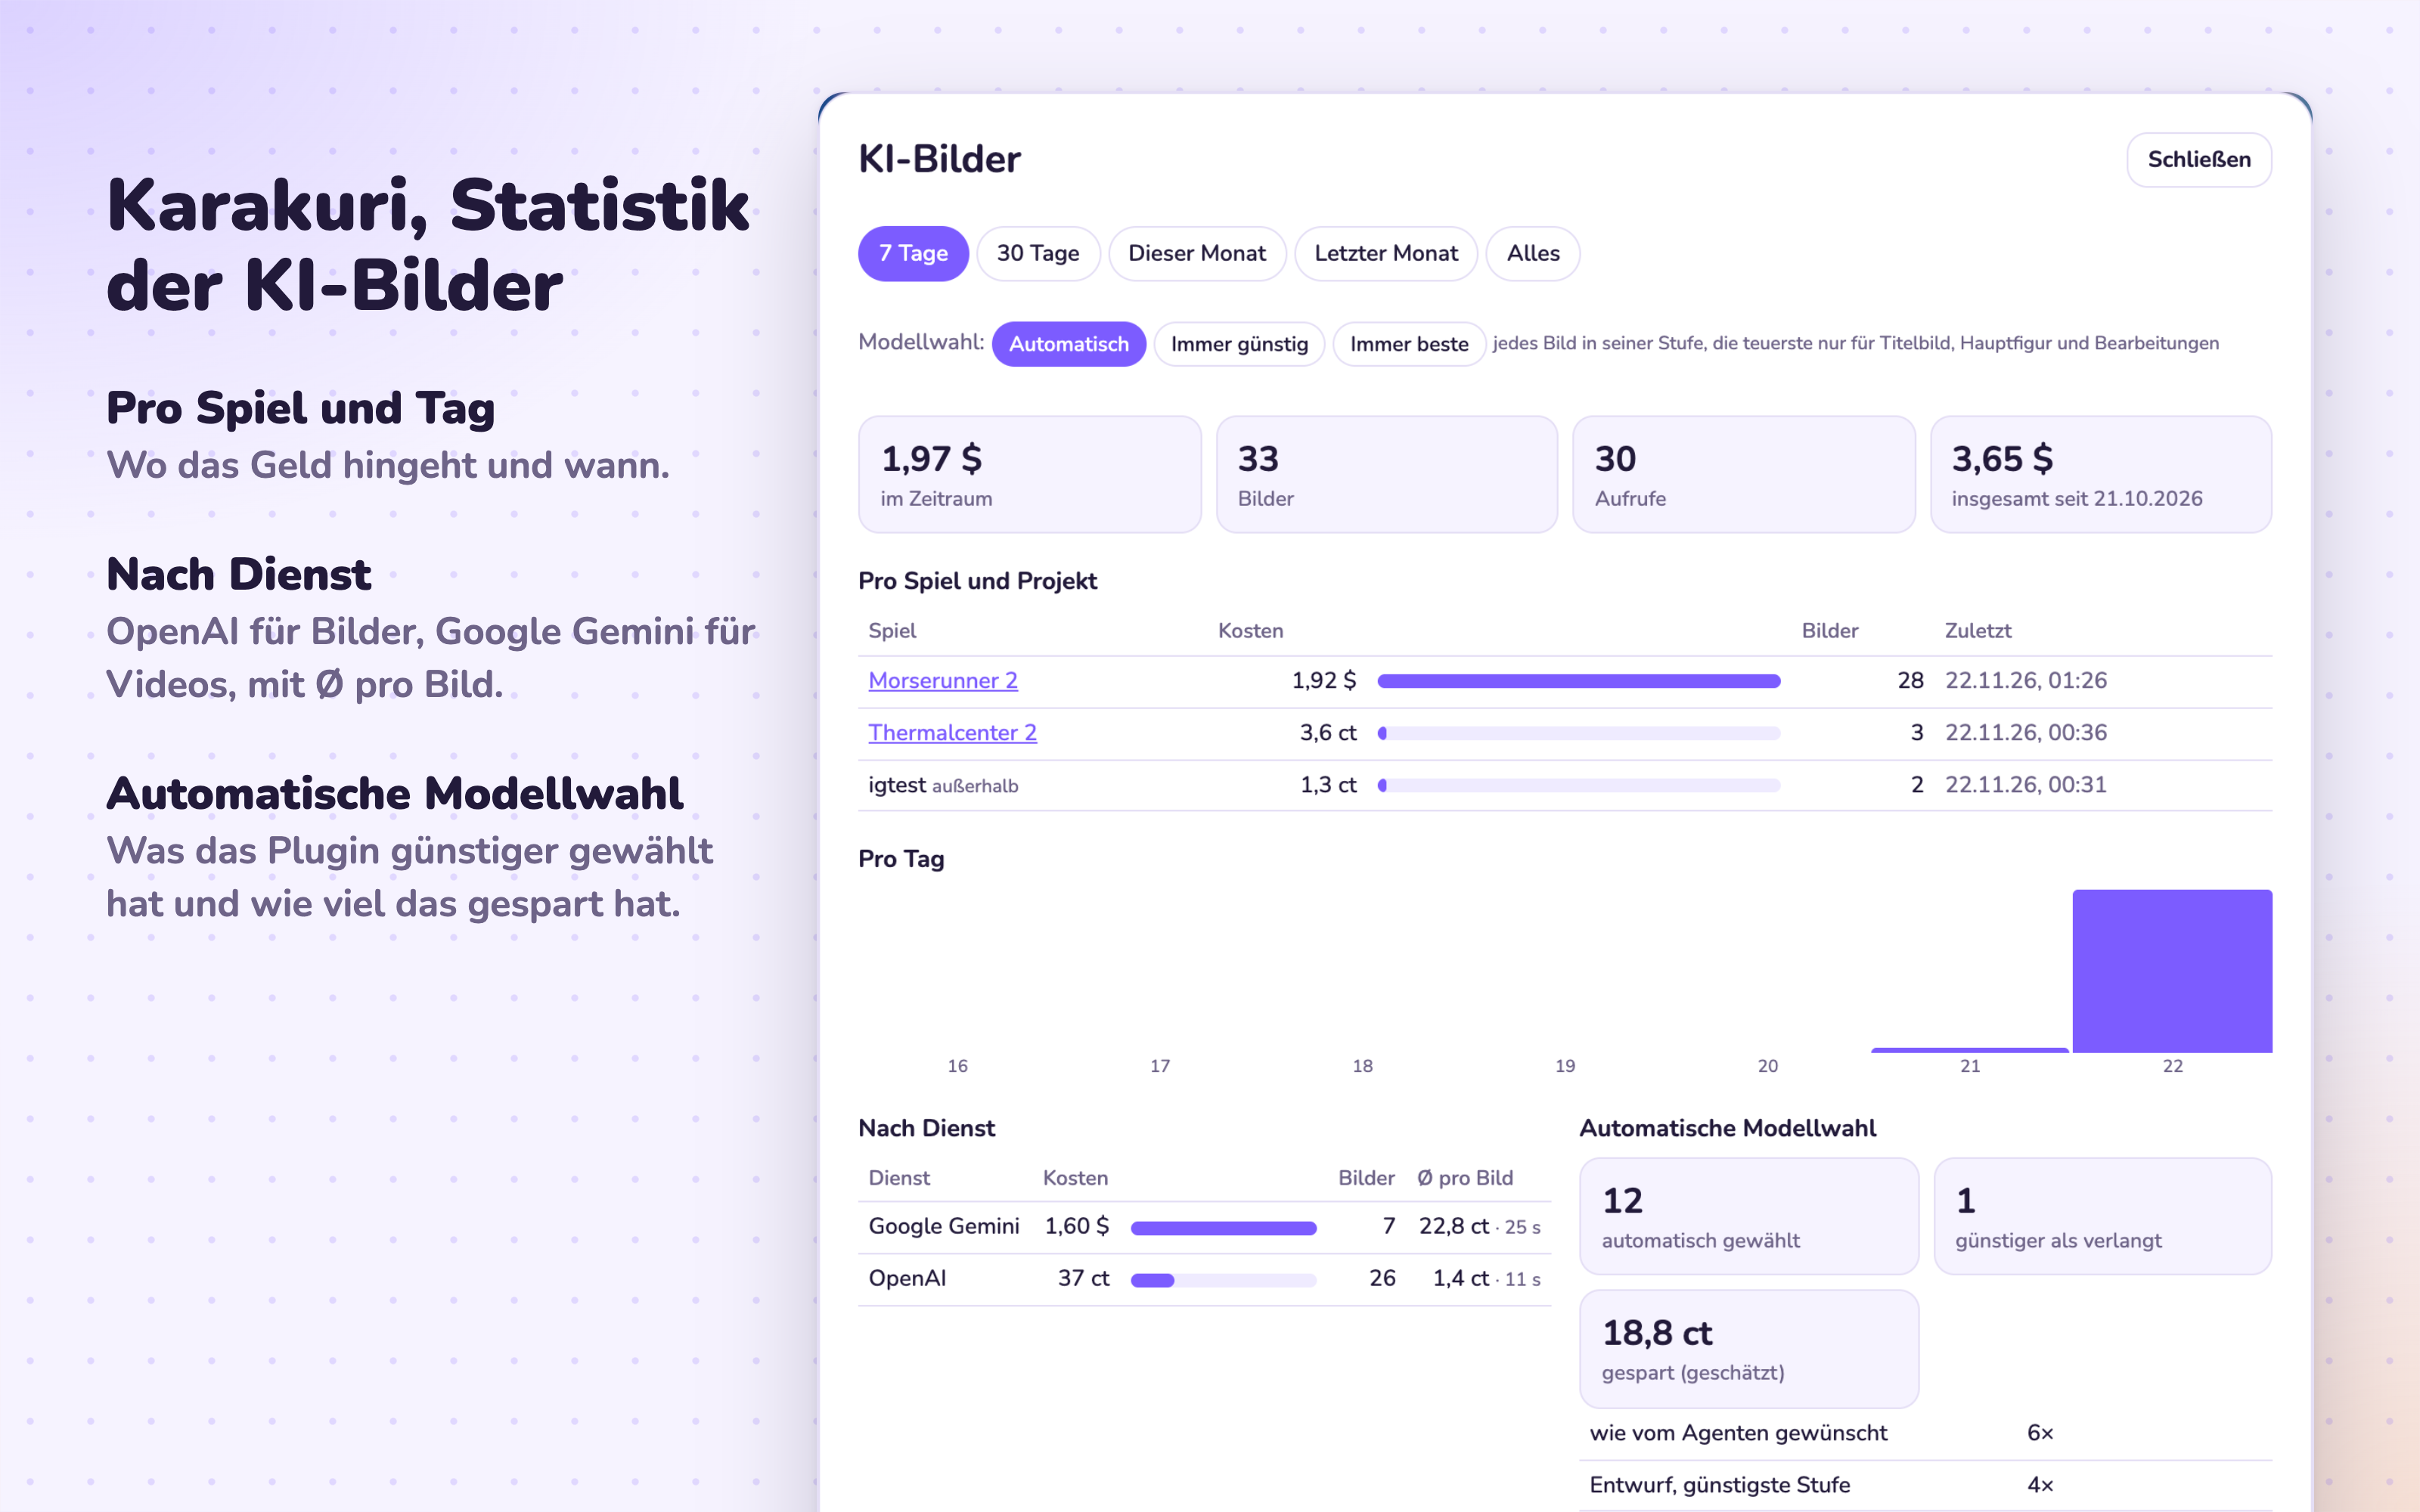 Karakuri, Statistik
der KI-Bilder
Pro Spiel und Tag
Wo das Geld hingeht und wann.
Nach Dienst
OpenAI für Bilder, Google Gemini für
Videos, mit Ø pro Bild.
Automatische Modellwahl
Was das Plugin günstiger gewählt
hat und wie viel das gespart hat.
KI-Bilder
Schließen
7 Tage 30 Tage Dieser Monat Letzter Monat Alles
Modellwahl: Automatisch Immer günstig Immer beste jedes Bild in seiner Stufe, die teuerste nur für Titelbild, Hauptfigur und Bearbeitungen
1,97 $
im Zeitraum
33
Bilder
30
Aufrufe
3,65 $
insgesamt seit 21.10.2026
Pro Spiel und Projekt
Spiel Kosten Bilder Zuletzt
Morserunner 2 1,92 $ 28 22.11.26, 01:26
Thermalcenter 2 3,6 ct 3 22.11.26, 00:36
igtest außerhalb 1,3 ct 2 22.11.26, 00:31
Pro Tag
16 17 18 19 20 21 22
Nach Dienst
Dienst Kosten Bilder Ø pro Bild
Google Gemini 1,60 $ 7 22,8 ct · 25 s
OpenAI 37 ct 26 1,4 ct · 11 s
Automatische Modellwahl
12
automatisch gewählt
1
günstiger als verlangt
18,8 ct
gespart (geschätzt)
wie vom Agenten gewünscht 6×
Entwurf, günstigste Stufe 4×